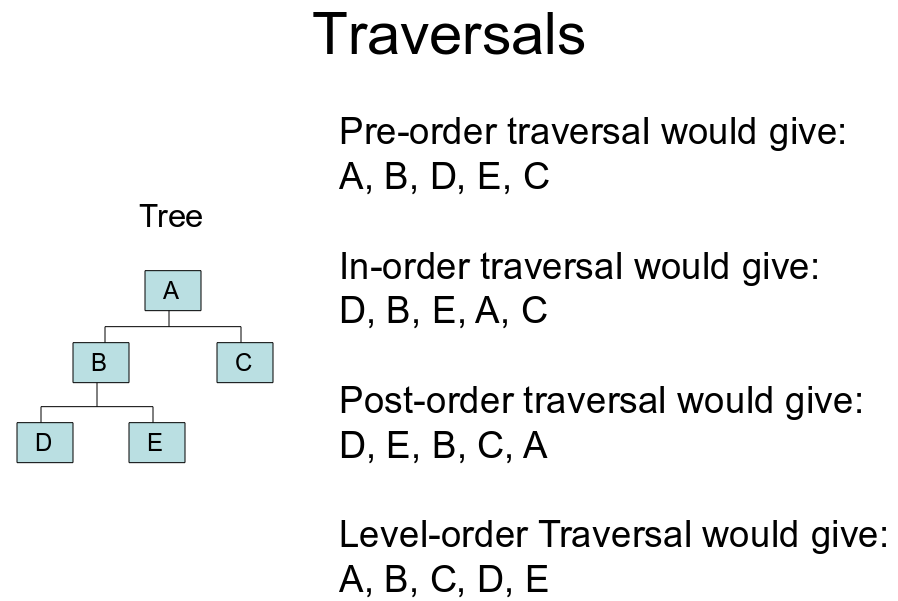 Traversals
Tree
A
B
C
D
E
Pre-order traversal would give:
A, B, D, E, C
In-order traversal would give:
D, B, E, A, C
Post-order traversal would give:
D, E, B, C, A
Level-order Traversal would give:
A, B, C, D, E